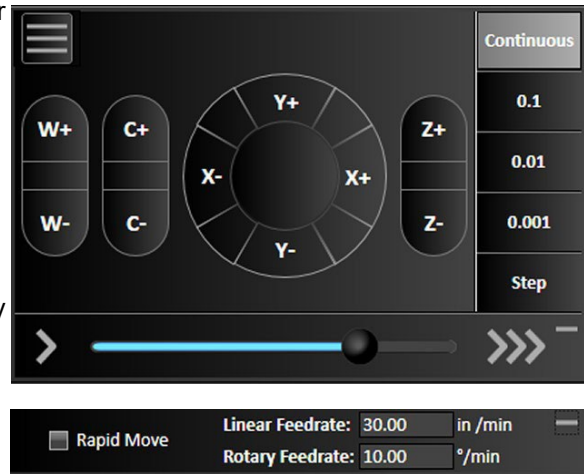 r
Continuous
Y+
0.1
W+ C+ Z+
0.01
X- X+
W- C- Z-
0.001
Y-
Step
y
Linear Feedrate: 30.00 in /min
Rapid Move
Rotary Feedrate: 10.00 °/min